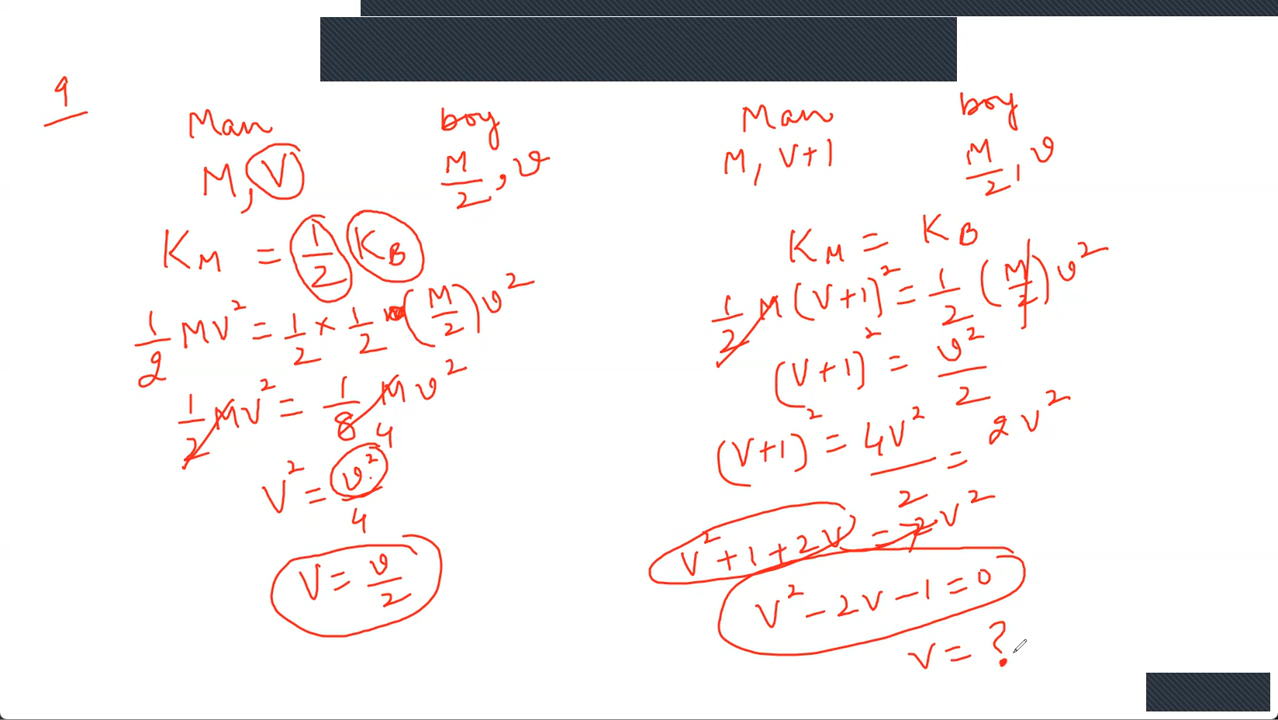 9
Man boy
M, V M/2, v
K_M = 1/2 K_B
1/2 MV² = 1/2 × 1/2 (M/2) v²
1/2 MV² = 1/8 Mv²
4
V² = v²/4
V = v/2
Man boy
M, V+1 M/2, v
K_M = K_B
1/2 M (V+1)² = 1/2 (M/2) v²
(V+1)² = v²/2
(V+1)² = 4V²/2 = 2V²
V² + 1 + 2V = 2V²
V² - 2V - 1 = 0
V = ?